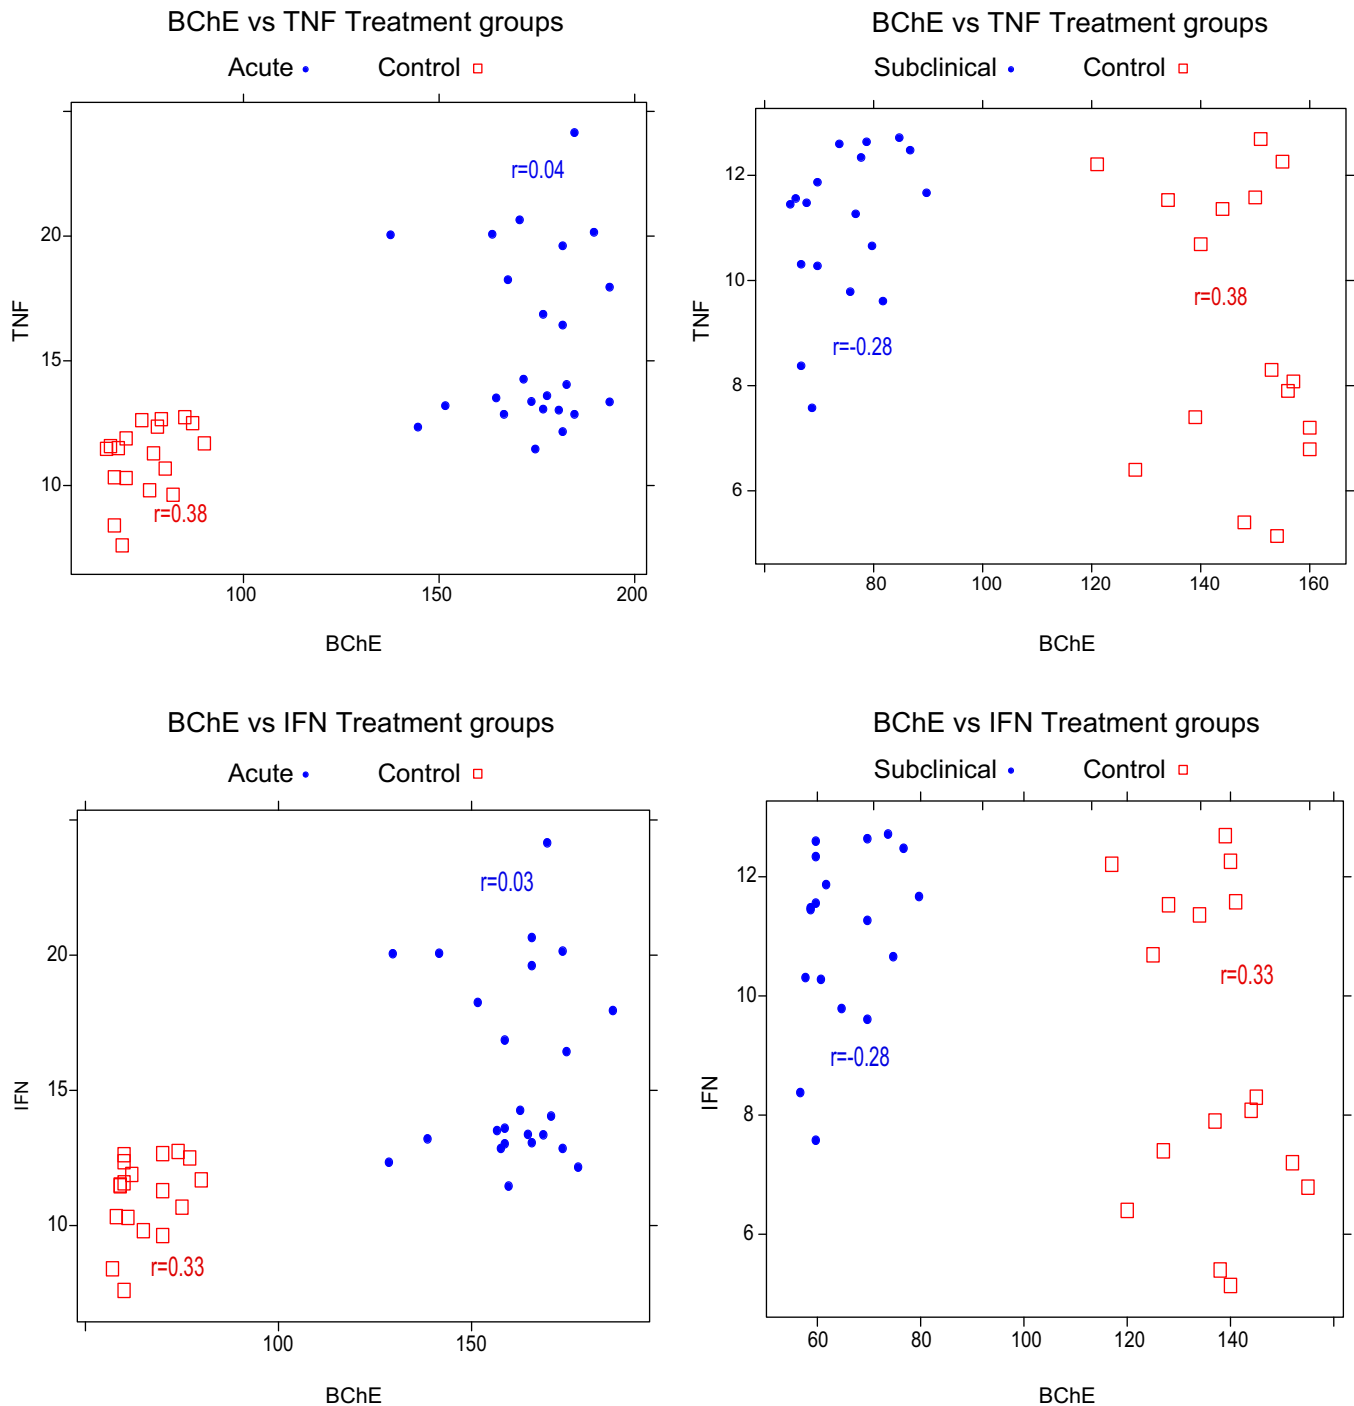 BChE vs TNF Treatment groups
Acute Control
r=0.04
20
15
10
TNF
r=0.38
100 150 200
BChE
BChE vs TNF Treatment groups
Subclinical Control
12
10
8
6
TNF
r=0.38
r=-0.28
80 100 120 140 160
BChE
BChE vs IFN Treatment groups
Acute Control
r=0.03
20
15
10
IFN
r=0.33
100 150
BChE
BChE vs IFN Treatment groups
Subclinical Control
12
10
8
6
IFN
r=0.33
r=-0.28
60 80 100 120 140
BChE